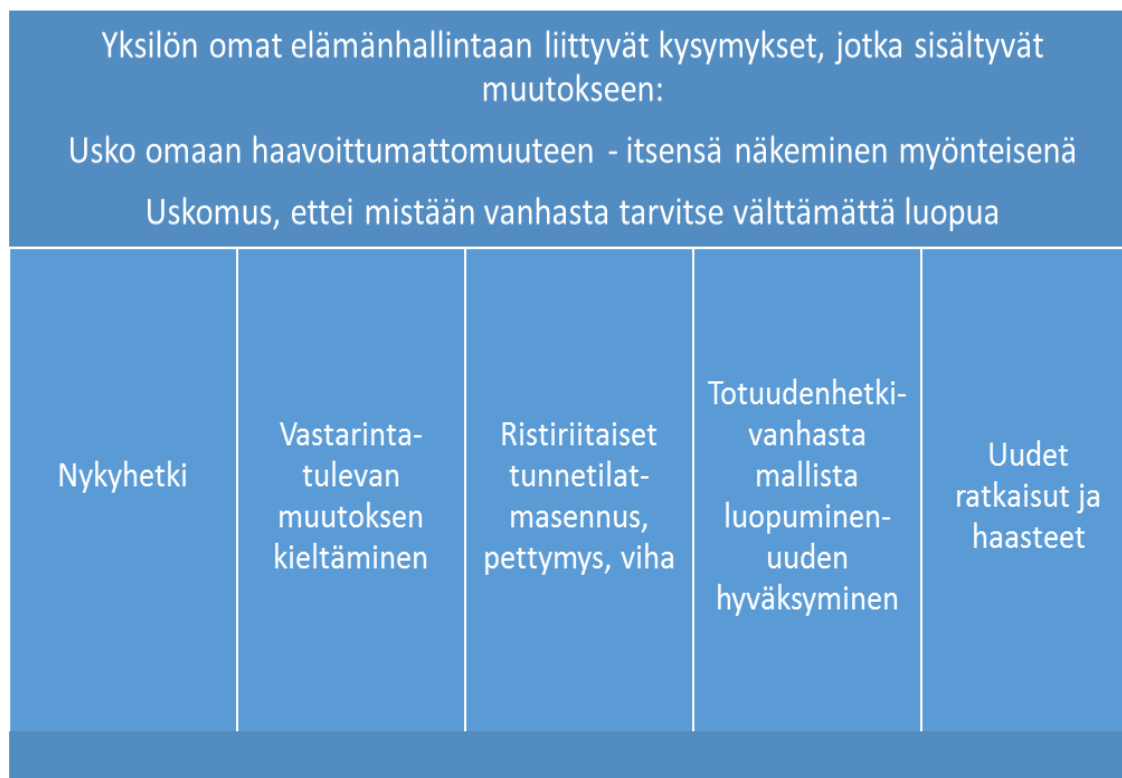 Yksilön omat elämänhallintaan liittyvät kysymykset, jotka sisältyvät
muutokseen:
Usko omaan haavoittumattomuuteen - itsensä näkeminen myönteisenä
Uskomus, ettei mistään vanhasta tarvitse välttämättä luopua
Nykyhetki
Vastarinta-
tulevan
muutoksen
kieltäminen
Ristiriitaiset
tunnetilat-
masennus,
pettymys, viha
Totuudenhetki-
vanhasta
mallista
luopuminen-
uuden
hyväksyminen
Uudet
ratkaisut ja
haasteet